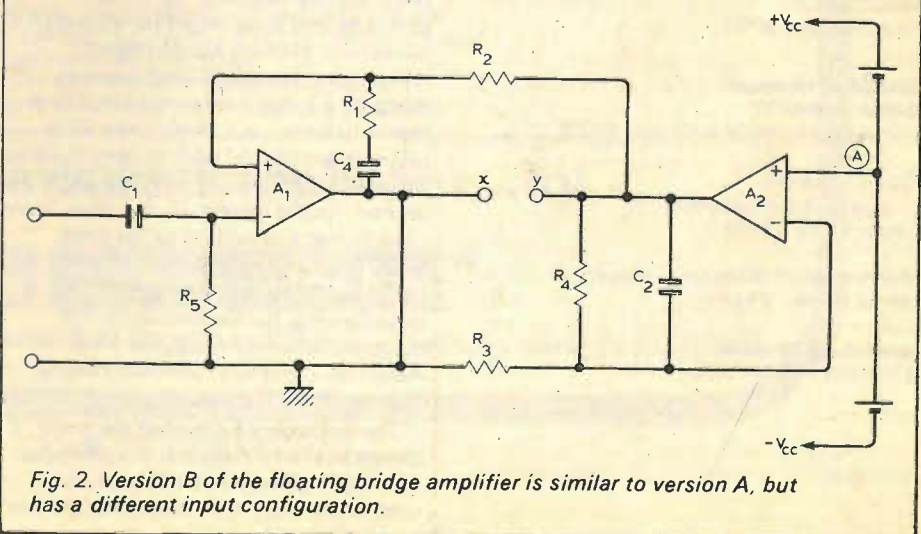 +Vcc
R2
R1
A
C4
+
A1
−
x
y
+
A2
−
C1
R5
R4
C2
R3
−Vcc
Fig. 2. Version B of the floating bridge amplifier is similar to version A, but
has a different input configuration.